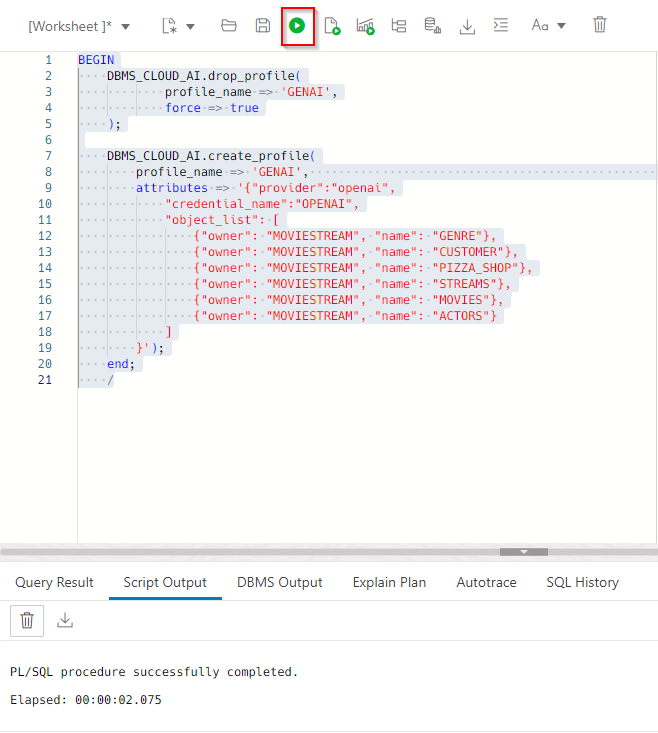 [Worksheet ]*
Aa
1 BEGIN
2 DBMS_CLOUD_AI.drop_profile(
3 profile_name => 'GENAI',
4 force => true
5 );
6
7 DBMS_CLOUD_AI.create_profile(
8 profile_name => 'GENAI',
9 attributes => '{"provider":"openai",
10 "credential_name":"OPENAI",
11 "object_list": [
12 {"owner": "MOVIESTREAM", "name": "GENRE"},
13 {"owner": "MOVIESTREAM", "name": "CUSTOMER"},
14 {"owner": "MOVIESTREAM", "name": "PIZZA_SHOP"},
15 {"owner": "MOVIESTREAM", "name": "STREAMS"},
16 {"owner": "MOVIESTREAM", "name": "MOVIES"},
17 {"owner": "MOVIESTREAM", "name": "ACTORS"}
18 ]
19 }');
20 end;
21 /
Query Result Script Output DBMS Output Explain Plan Autotrace SQL History
PL/SQL procedure successfully completed.
Elapsed: 00:00:02.075